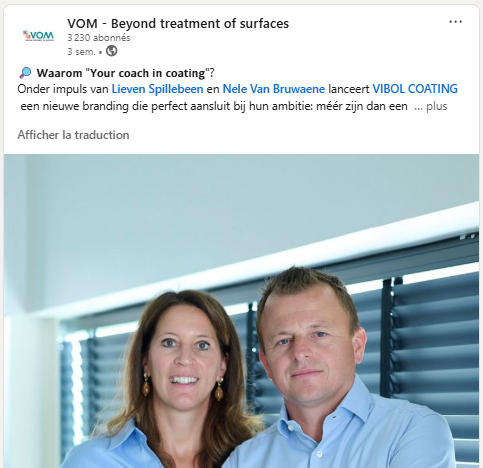 VOM - Beyond treatment of surfaces
VOM
3 230 abonnés
3 sem. •
Waarom "Your coach in coating"?
Onder impuls van Lieven Spillebeen en Nele Van Bruwaene lanceert VIBOL COATING
een nieuwe branding die perfect aansluit bij hun ambitie: méér zijn dan een … plus
Afficher la traduction